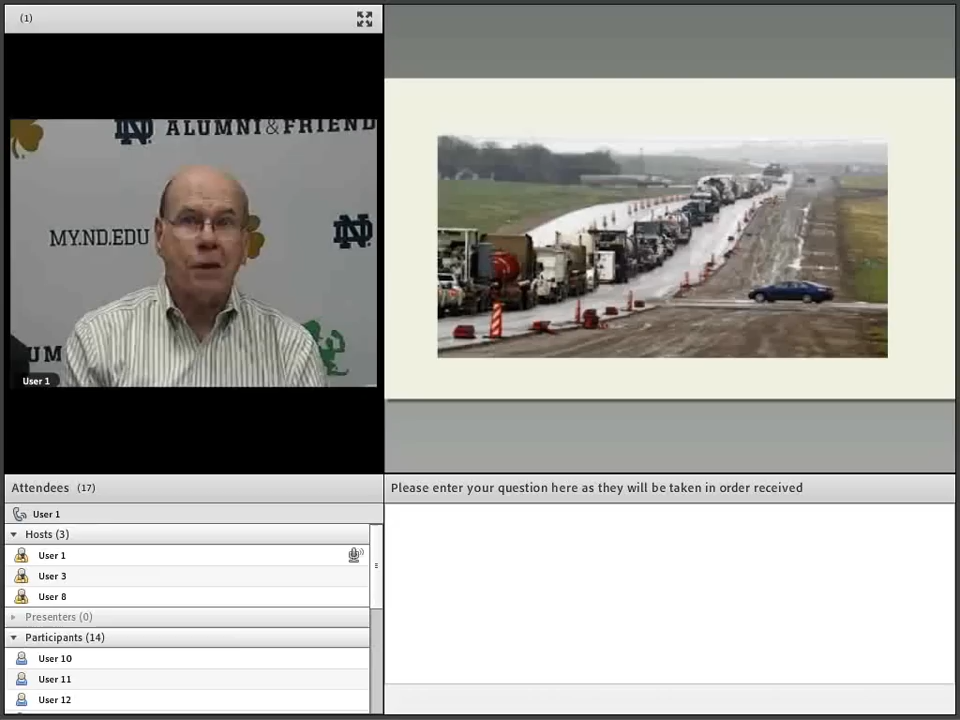 (1)
ND ALUMNI&FRIEND
MY.ND.EDU
ND
UM
User 1
Attendees (17)
User 1
Hosts (3)
User 1
User 3
User 8
Presenters (0)
Participants (14)
User 10
User 11
User 12
Please enter your question here as they will be taken in order received